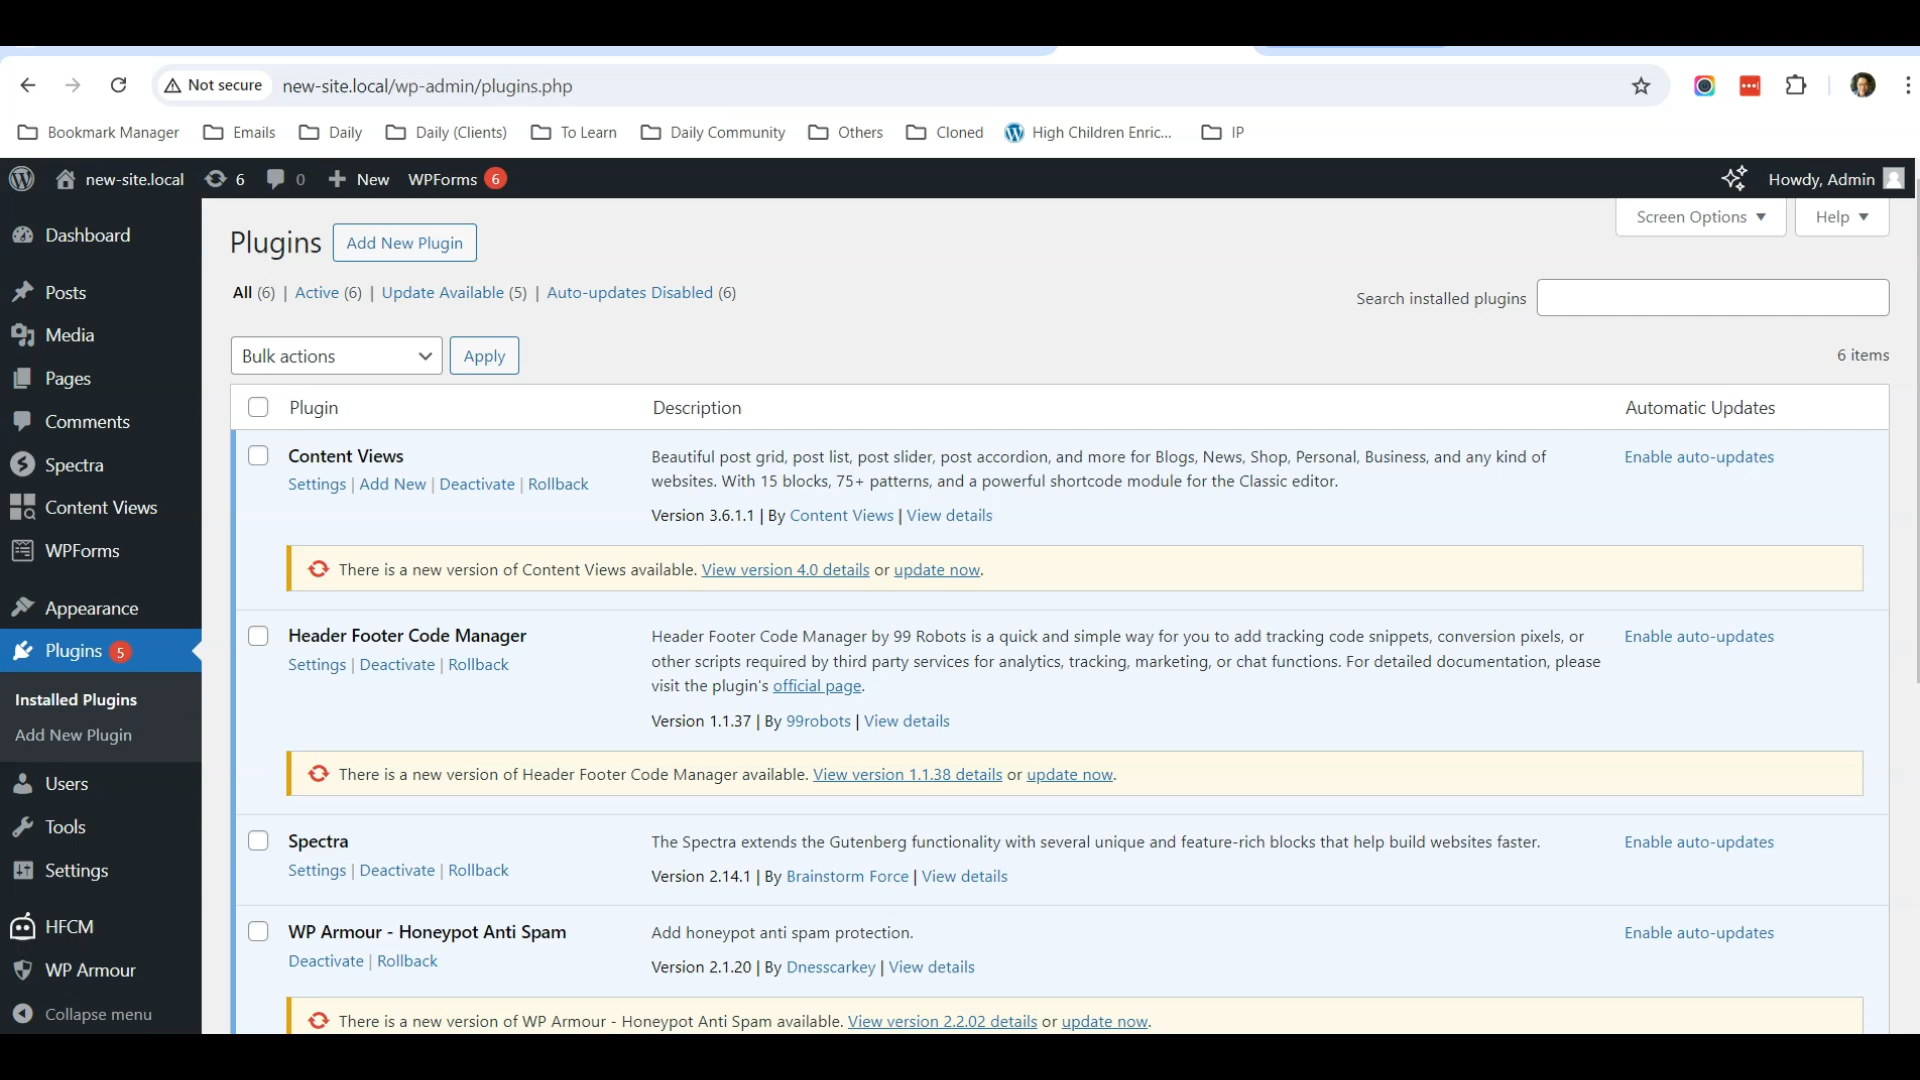 Not secure new-site.local/wp-admin/plugins.php
Bookmark Manager Emails Daily Daily (Clients) To Learn Daily Community Others Cloned High Children Enric... IP
new-site.local 6 0 New WPForms 6 Howdy, Admin
Dashboard
Posts
Media
Pages
Comments
Spectra
Content Views
WPForms
Appearance
Plugins 5
Installed Plugins
Add New Plugin
Users
Tools
Settings
HFCM
WP Armour
Collapse menu
Screen Options Help
Plugins Add New Plugin
All (6) | Active (6) | Update Available (5) | Auto-updates Disabled (6)
Search installed plugins
Bulk actions Apply
6 items
Plugin Description Automatic Updates
Content Views
Settings | Add New | Deactivate | Rollback
Beautiful post grid, post list, post slider, post accordion, and more for Blogs, News, Shop, Personal, Business, and any kind of
websites. With 15 blocks, 75+ patterns, and a powerful shortcode module for the Classic editor.
Version 3.6.1.1 | By Content Views | View details
Enable auto-updates
There is a new version of Content Views available. View version 4.0 details or update now.
Header Footer Code Manager
Settings | Deactivate | Rollback
Header Footer Code Manager by 99 Robots is a quick and simple way for you to add tracking code snippets, conversion pixels, or
other scripts required by third party services for analytics, tracking, marketing, or chat functions. For detailed documentation, please
visit the plugin's official page.
Version 1.1.37 | By 99robots | View details
Enable auto-updates
There is a new version of Header Footer Code Manager available. View version 1.1.38 details or update now.
Spectra
Settings | Deactivate | Rollback
The Spectra extends the Gutenberg functionality with several unique and feature-rich blocks that help build websites faster.
Version 2.14.1 | By Brainstorm Force | View details
Enable auto-updates
WP Armour - Honeypot Anti Spam
Deactivate | Rollback
Add honeypot anti spam protection.
Version 2.1.20 | By Dnesscarkey | View details
Enable auto-updates
There is a new version of WP Armour - Honeypot Anti Spam available. View version 2.2.02 details or update now.